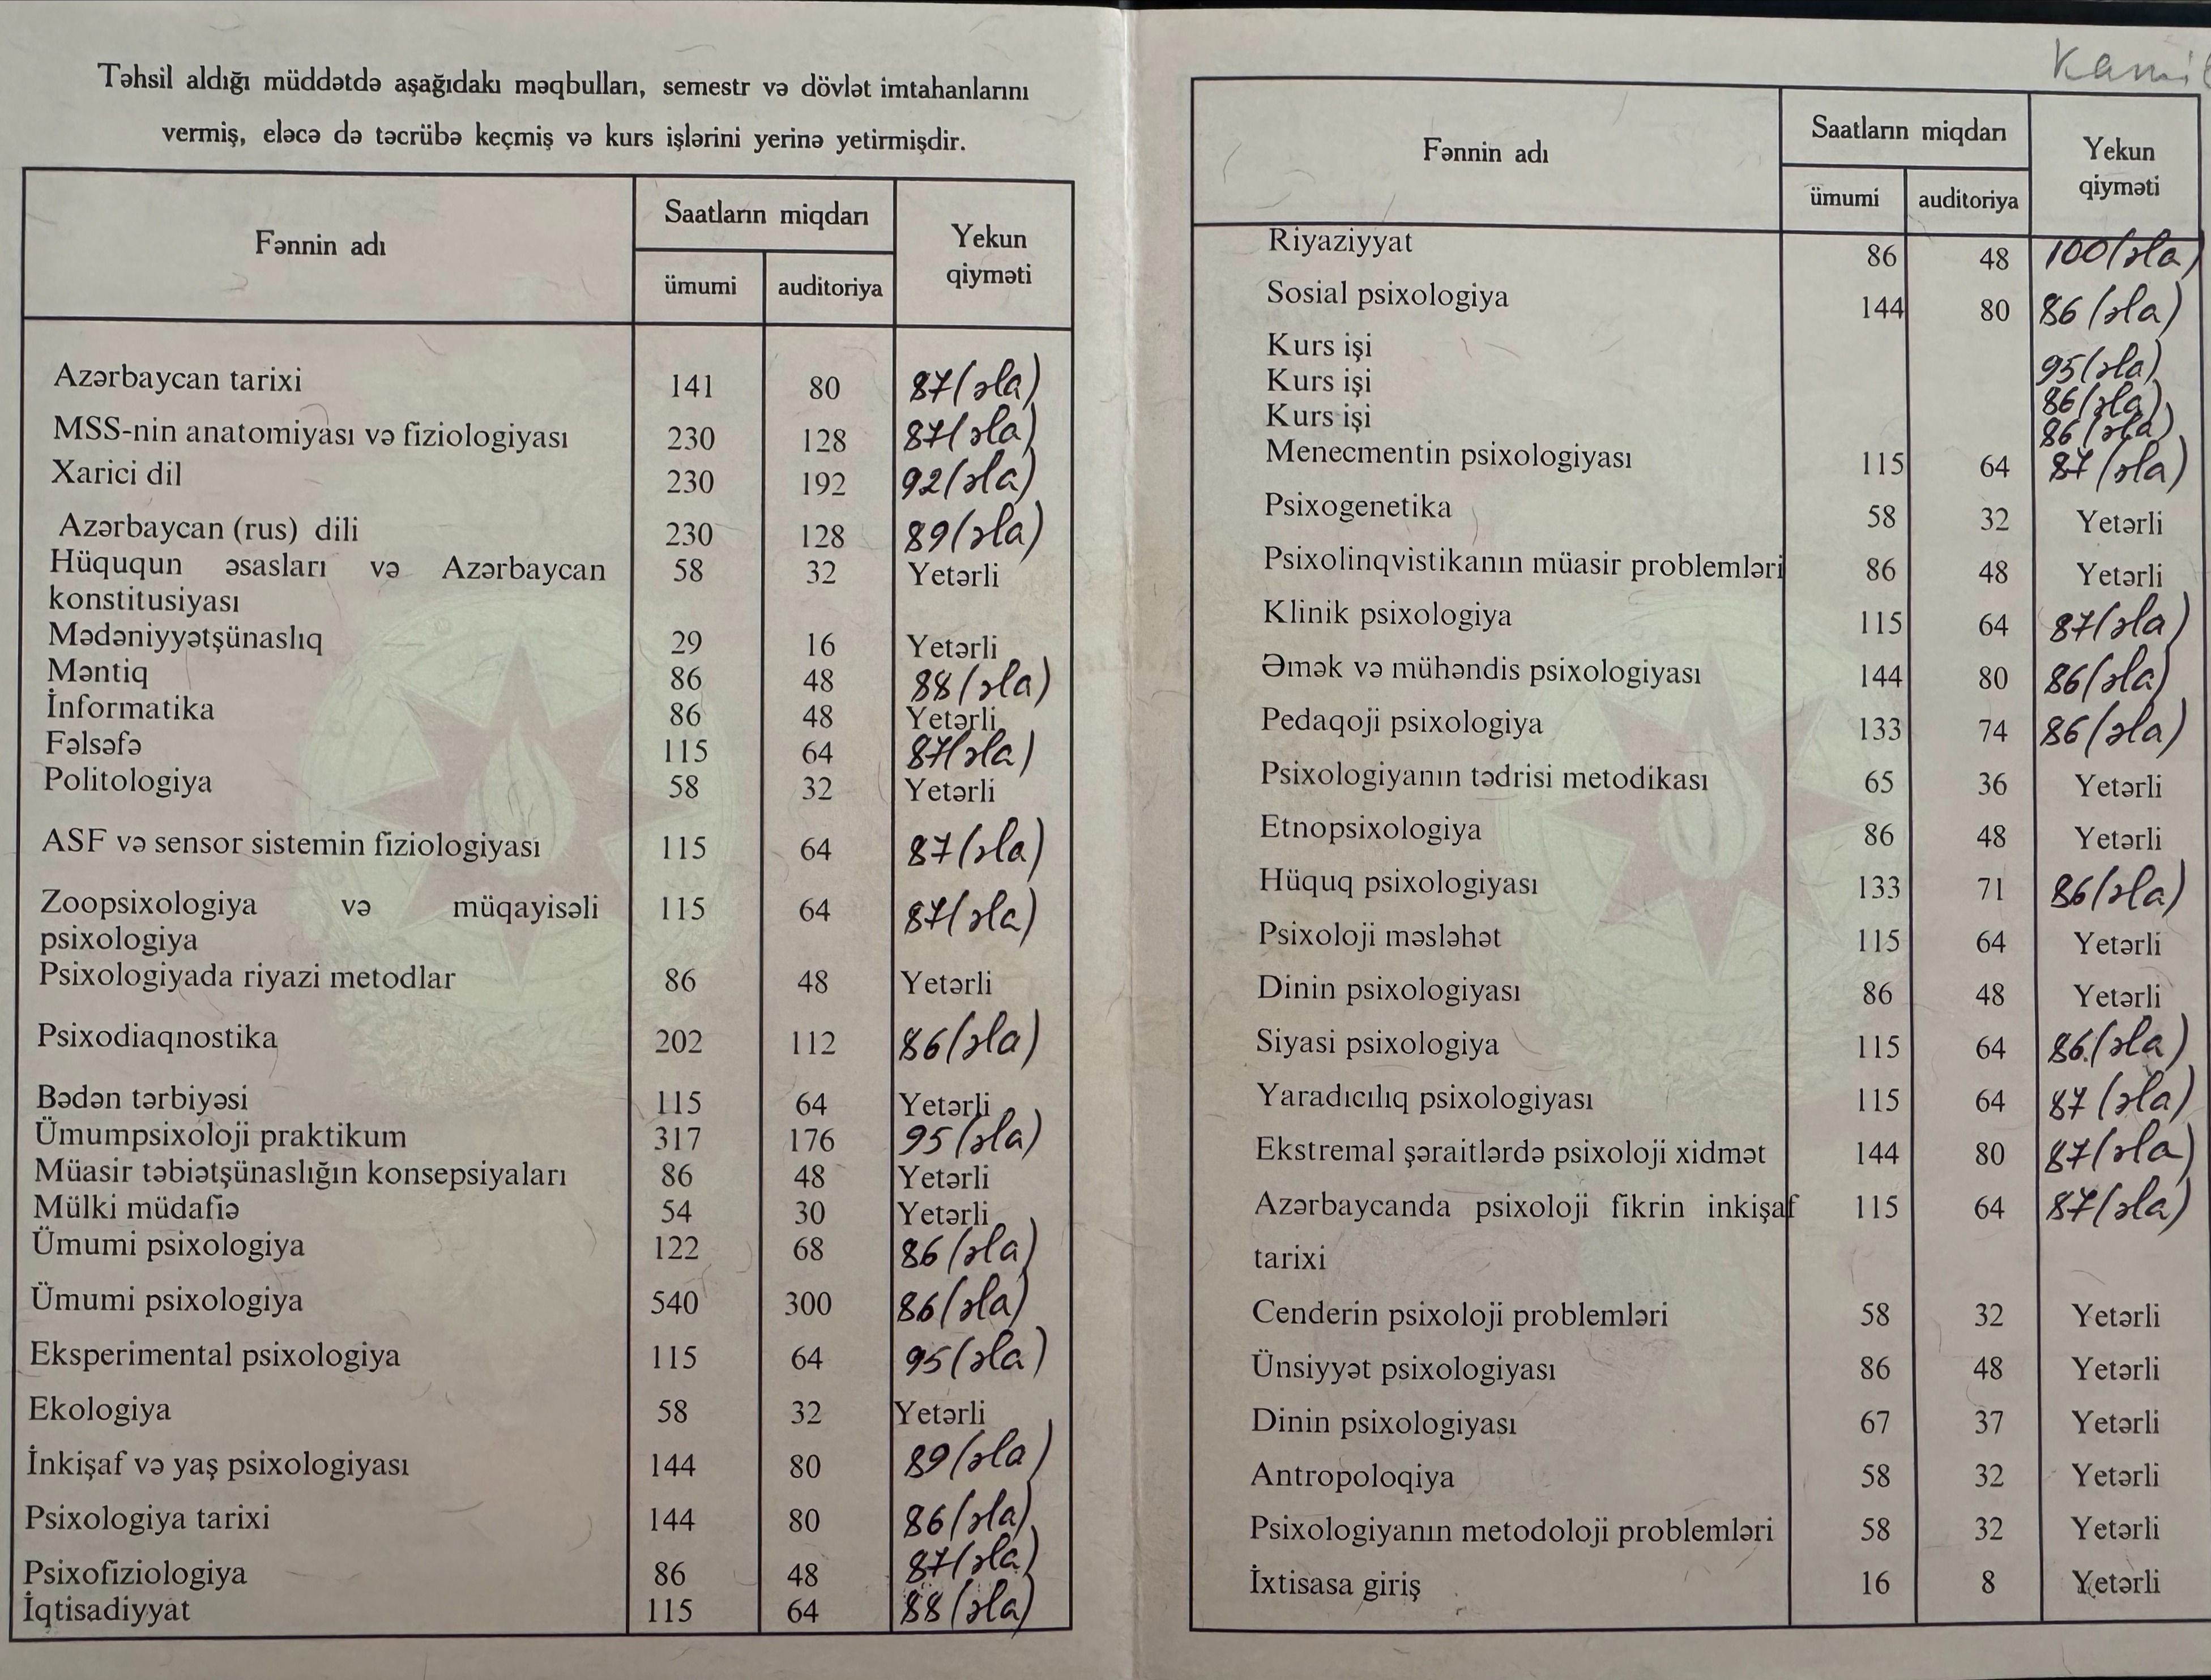 Təhsil aldığı müddətdə aşağıdakı məqbulları, semestr və dövlət imtahanlarını
vermiş, eləcə də təcrübə keçmiş və kurs işlərini yerinə yetirmişdir.
Fənnin adı Saatların miqdarı Yekun qiyməti
ümumi auditoriya
Azərbaycan tarixi 141 80 87(əla)
MSS-nin anatomiyası və fiziologiyası 230 128 87(əla)
Xarici dil 230 192 92(əla)
Azərbaycan (rus) dili 230 128 89(əla)
Hüququn əsasları və Azərbaycan 58 32 Yetərli
konstitusiyası
Mədəniyyətşünaslıq 29 16 Yetərli
Məntiq 86 48 88(əla)
İnformatika 86 48 Yetərli
Fəlsəfə 115 64 87(əla)
Politologiya 58 32 Yetərli
ASF və sensor sistemin fiziologiyası 115 64 87(əla)
Zoopsixologiya və müqayisəli 115 64 87(əla)
psixologiya
Psixologiyada riyazi metodlar 86 48 Yetərli
Psixodiaqnostika 202 112 86(əla)
Bədən tərbiyəsi 115 64 Yetərli
Ümumpsixoloji praktikum 317 176 95(əla)
Müasir təbiətşünaslığın konsepsiyaları 86 48 Yetərli
Mülki müdafiə 54 30 Yetərli
Ümumi psixologiya 122 68 86(əla)
Ümumi psixologiya 540 300 86(əla)
Eksperimental psixologiya 115 64 95(əla)
Ekologiya 58 32 Yetərli
İnkişaf və yaş psixologiyası 144 80 89(əla)
Psixologiya tarixi 144 80 86(əla)
Psixofiziologiya 86 48 87(əla)
İqtisadiyyat 115 64 88(əla)
Fənnin adı Saatların miqdarı Yekun qiyməti
ümumi auditoriya
Riyaziyyat 86 48 100(əla)
Sosial psixologiya 144 80 86(əla)
Kurs işi 95(əla)
Kurs işi 86(əla)
Kurs işi 86(əla)
Menecmentin psixologiyası 115 64 87(əla)
Psixogenetika 58 32 Yetərli
Psixolinqvistikanın müasir problemləri 86 48 Yetərli
Klinik psixologiya 115 64 87(əla)
Əmək və mühəndis psixologiyası 144 80 86(əla)
Pedaqoji psixologiya 133 74 86(əla)
Psixologiyanın tədrisi metodikası 65 36 Yetərli
Etnopsixologiya 86 48 Yetərli
Hüquq psixologiyası 133 71 86(əla)
Psixoloji məsləhət 115 64 Yetərli
Dinin psixologiyası 86 48 Yetərli
Siyasi psixologiya 115 64 86.(əla)
Yaradıcılıq psixologiyası 115 64 87(əla)
Ekstremal şəraitlərdə psixoloji xidmət 144 80 87(əla)
Azərbaycanda psixoloji fikrin inkişaf 115 64 87(əla)
tarixi
Cenderin psixoloji problemləri 58 32 Yetərli
Ünsiyyət psixologiyası 86 48 Yetərli
Dinin psixologiyası 67 37 Yetərli
Antropoloqiya 58 32 Yetərli
Psixologiyanın metodoloji problemləri 58 32 Yetərli
İxtisasa giriş 16 8 Yetərli